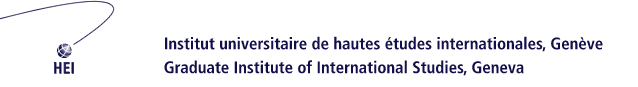 HEI
Institut universitaire de hautes études internationales, Genève
Graduate Institute of International Studies, Geneva